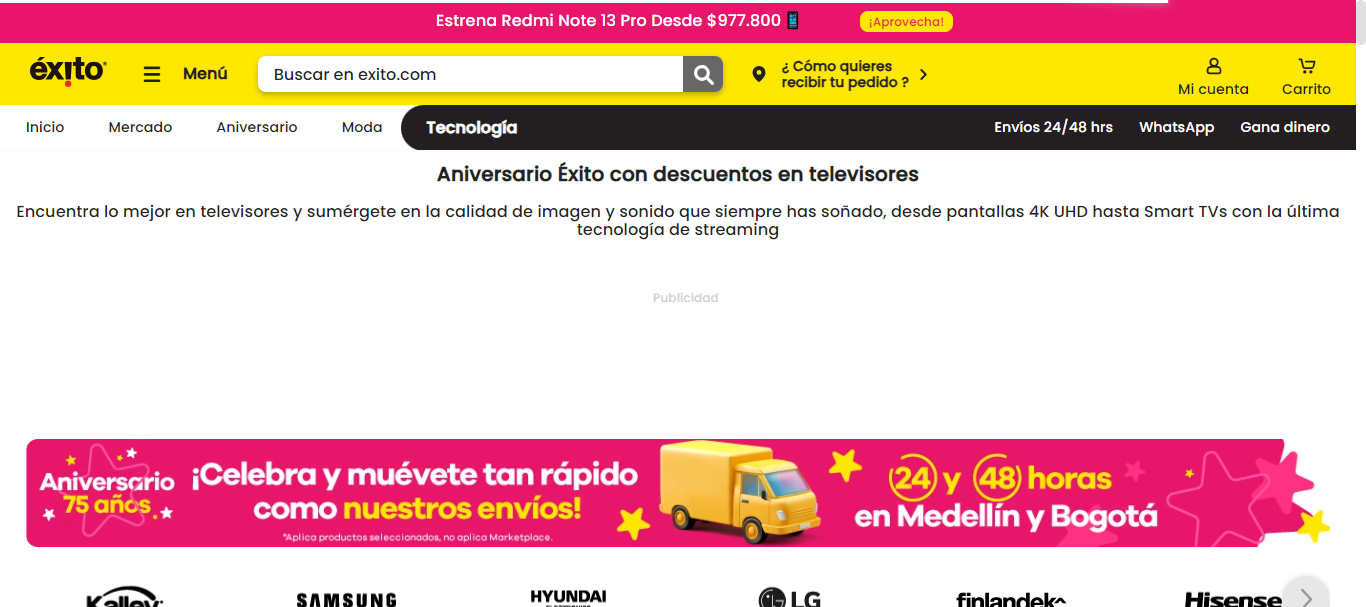 Estrena Redmi Note 13 Pro Desde $977.800 📱 ¡Aprovecha!
éxito
Menú
Buscar en exito.com
¿ Cómo quieres
recibir tu pedido ?
Mi cuenta
Carrito
Inicio Mercado Aniversario Moda Tecnología Envíos 24/48 hrs WhatsApp Gana dinero
Aniversario Éxito con descuentos en televisores
Encuentra lo mejor en televisores y sumérgete en la calidad de imagen y sonido que siempre has soñado, desde pantallas 4K UHD hasta Smart TVs con la última
tecnología de streaming
Publicidad
Aniversario
75 años
¡Celebra y muévete tan rápido
como nuestros envíos!
*Aplica productos seleccionados, no aplica Marketplace.
24 y 48 horas
en Medellín y Bogotá
Kalley SAMSUNG HYUNDAI LG finlandek Hisense